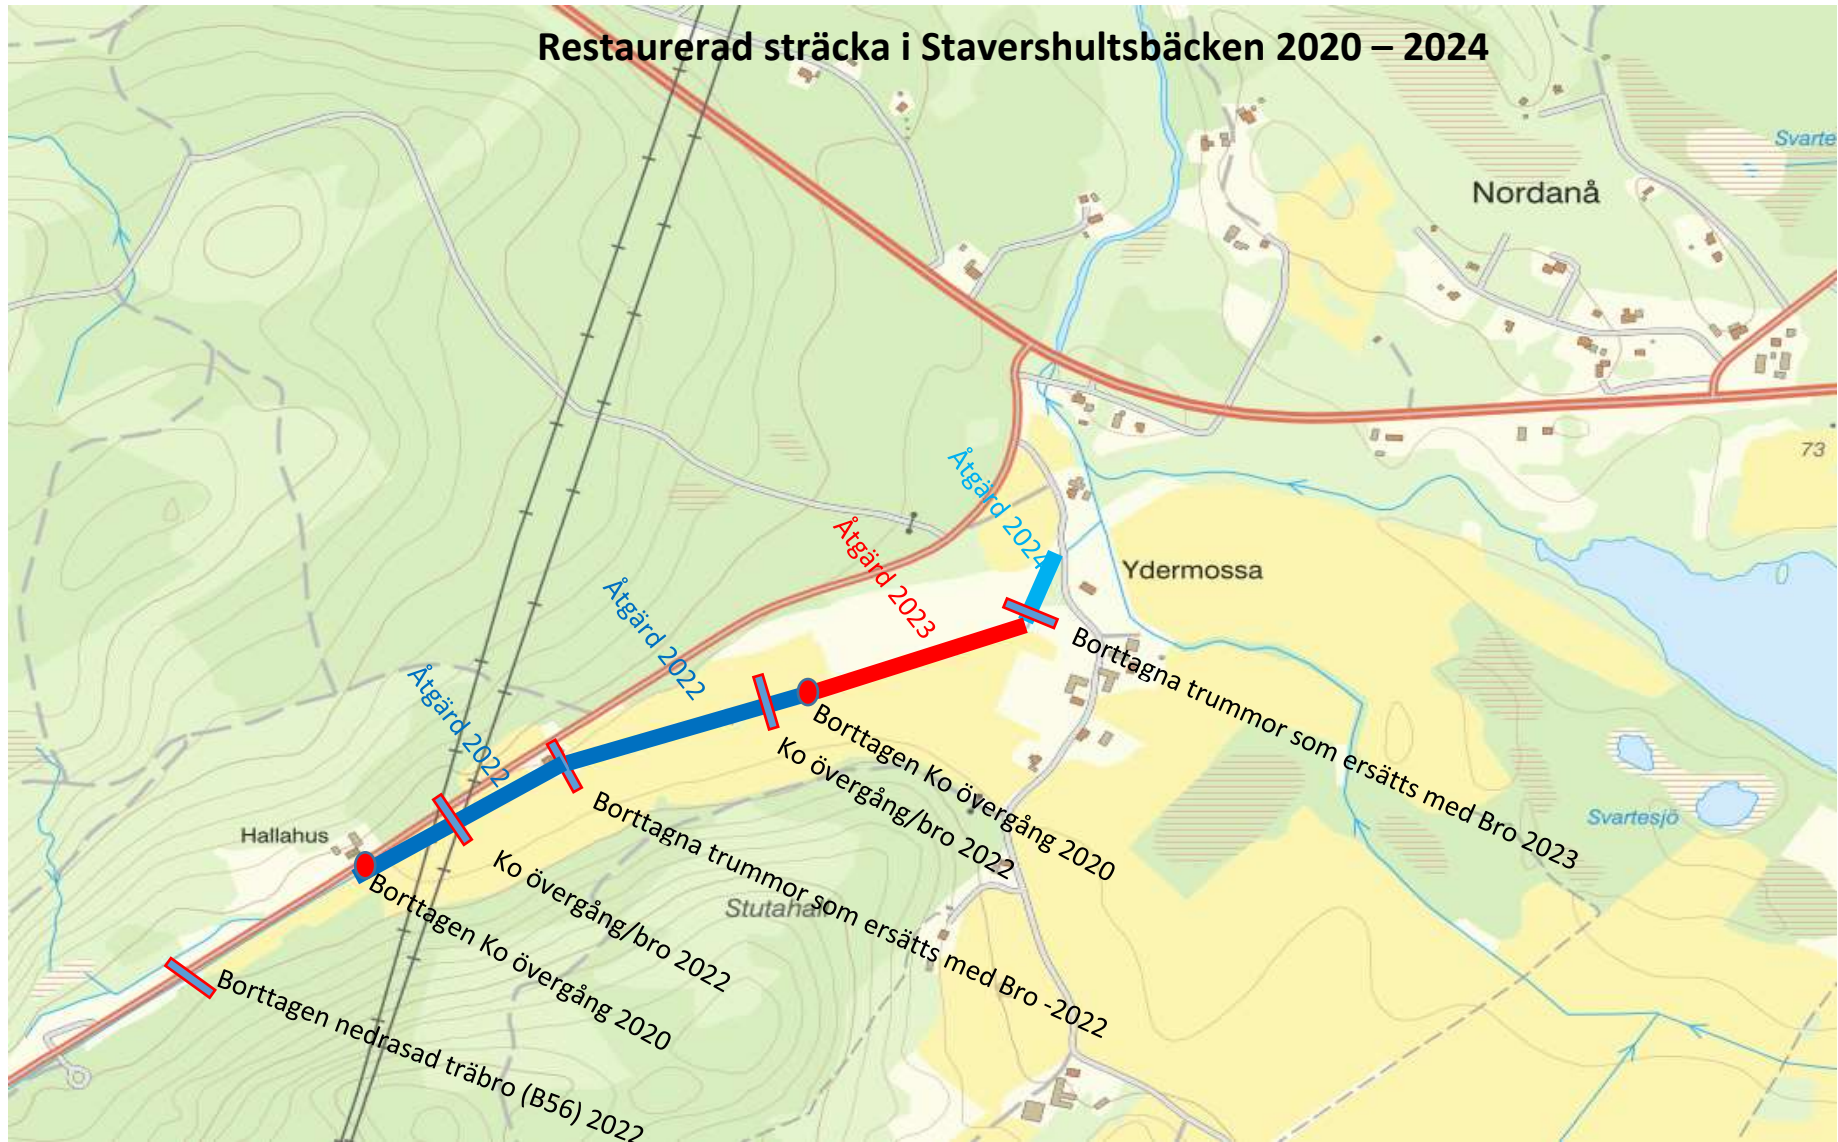 Restaurerad sträcka i Stavershultsbäcken 2020 – 2024
Svarte
Nordanå
73
Åtgärd 2024
Åtgärd 2023
Ydermossa
Åtgärd 2022
Åtgärd 2022
Borttagna trummor som ersätts med Bro 2023
Borttagen Ko övergång 2020
Ko övergång/bro 2022
Svartesjö
Borttagna trummor som ersätts med Bro -2022
Hallahus
Ko övergång/bro 2022
Stutahall
Borttagen Ko övergång 2020
Borttagen nedrasad träbro (B56) 2022